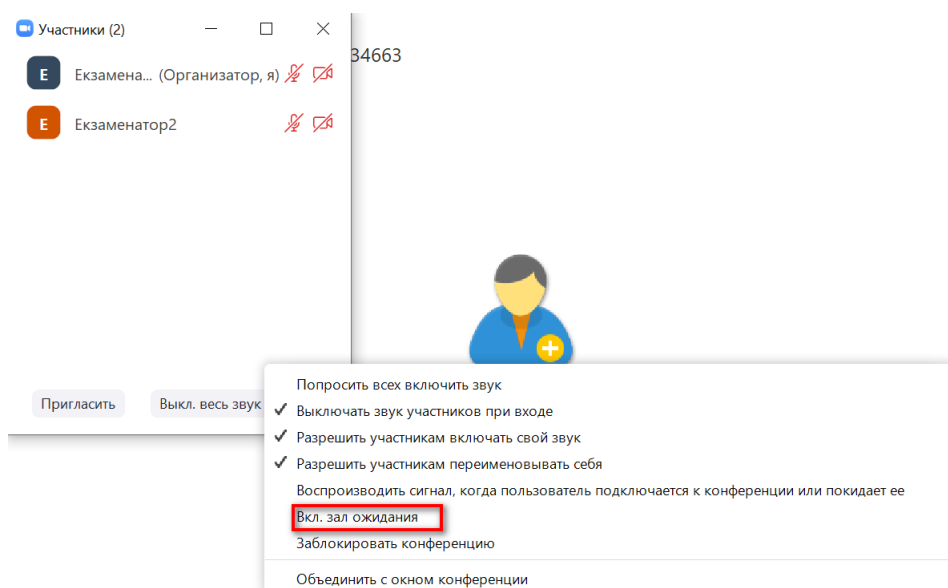 Участники (2)
34663
E Екзамена... (Организатор, я)
E Екзаменатор2
Пригласить Выкл. весь звук
Попросить всех включить звук
✓ Выключать звук участников при входе
✓ Разрешить участникам включать свой звук
✓ Разрешить участникам переименовывать себя
Воспроизводить сигнал, когда пользователь подключается к конференции или покидает ее
Вкл. зал ожидания
Заблокировать конференцию
Объединить с окном конференции